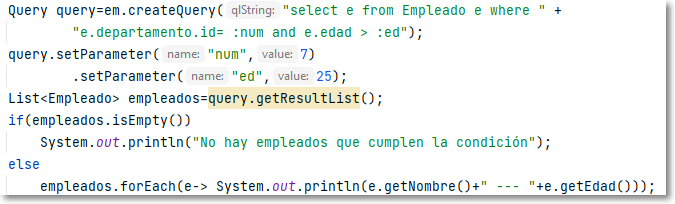 Query query=em.createQuery( qlString: "select e from Empleado e where " +
        "e.departamento.id= :num and e.edad > :ed");
query.setParameter( name: "num", value: 7)
        .setParameter( name: "ed", value: 25);
List<Empleado> empleados=query.getResultList();
if(empleados.isEmpty())
    System.out.println("No hay empleados que cumplen la condición");
else
    empleados.forEach(e-> System.out.println(e.getNombre()+" --- "+e.getEdad()));